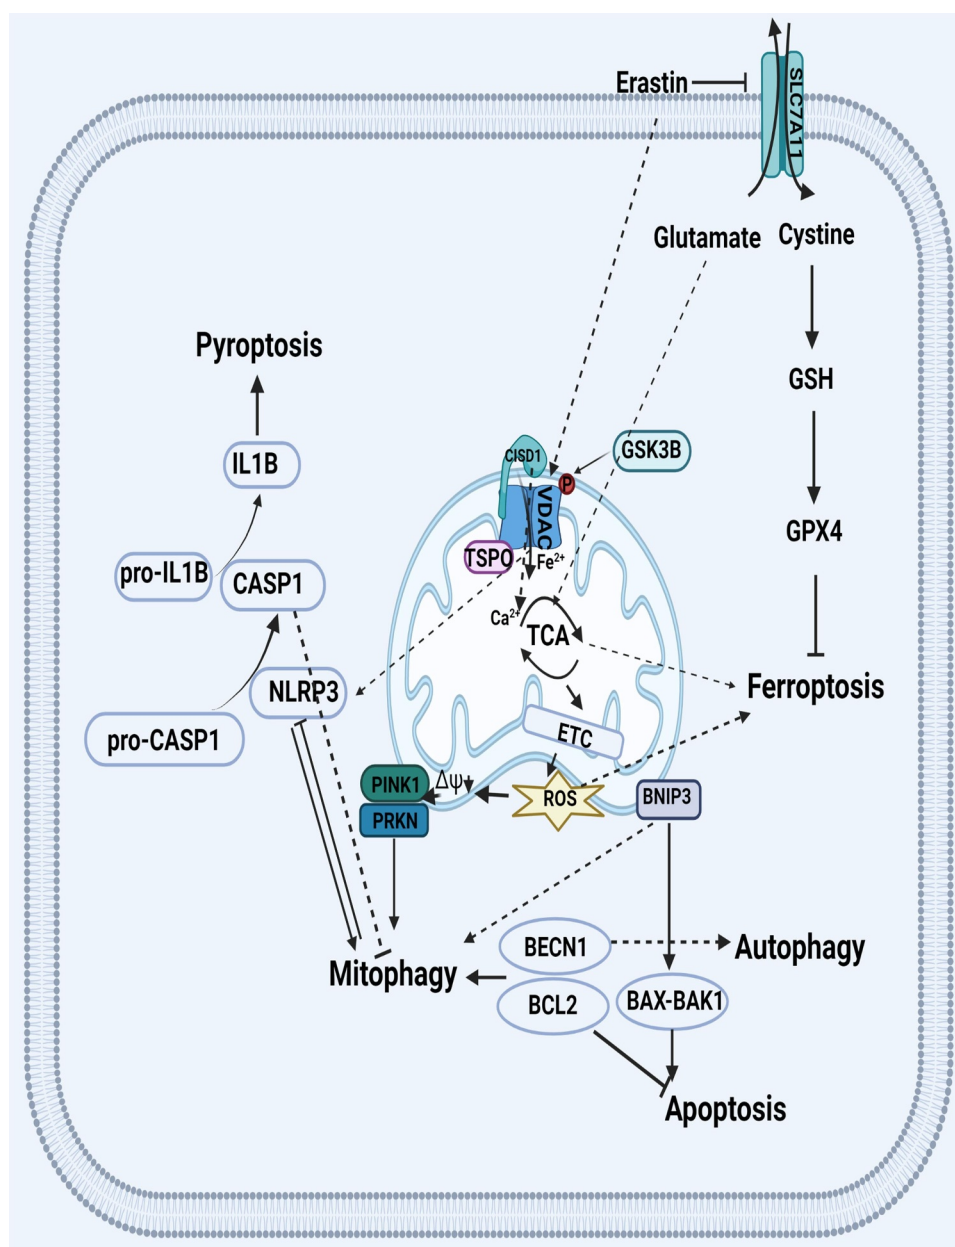 Erastin
SLC7A11
Glutamate
Cystine
Pyroptosis
GSH
CISD1
GSK3B
IL1B
P
VDAC
GPX4
TSPO
Fe²⁺
pro-IL1B
CASP1
Ca²⁺
TCA
NLRP3
Ferroptosis
pro-CASP1
ETC
PINK1
Δψ
ROS
BNIP3
PRKN
BECN1
Autophagy
Mitophagy
BCL2
BAX-BAK1
Apoptosis